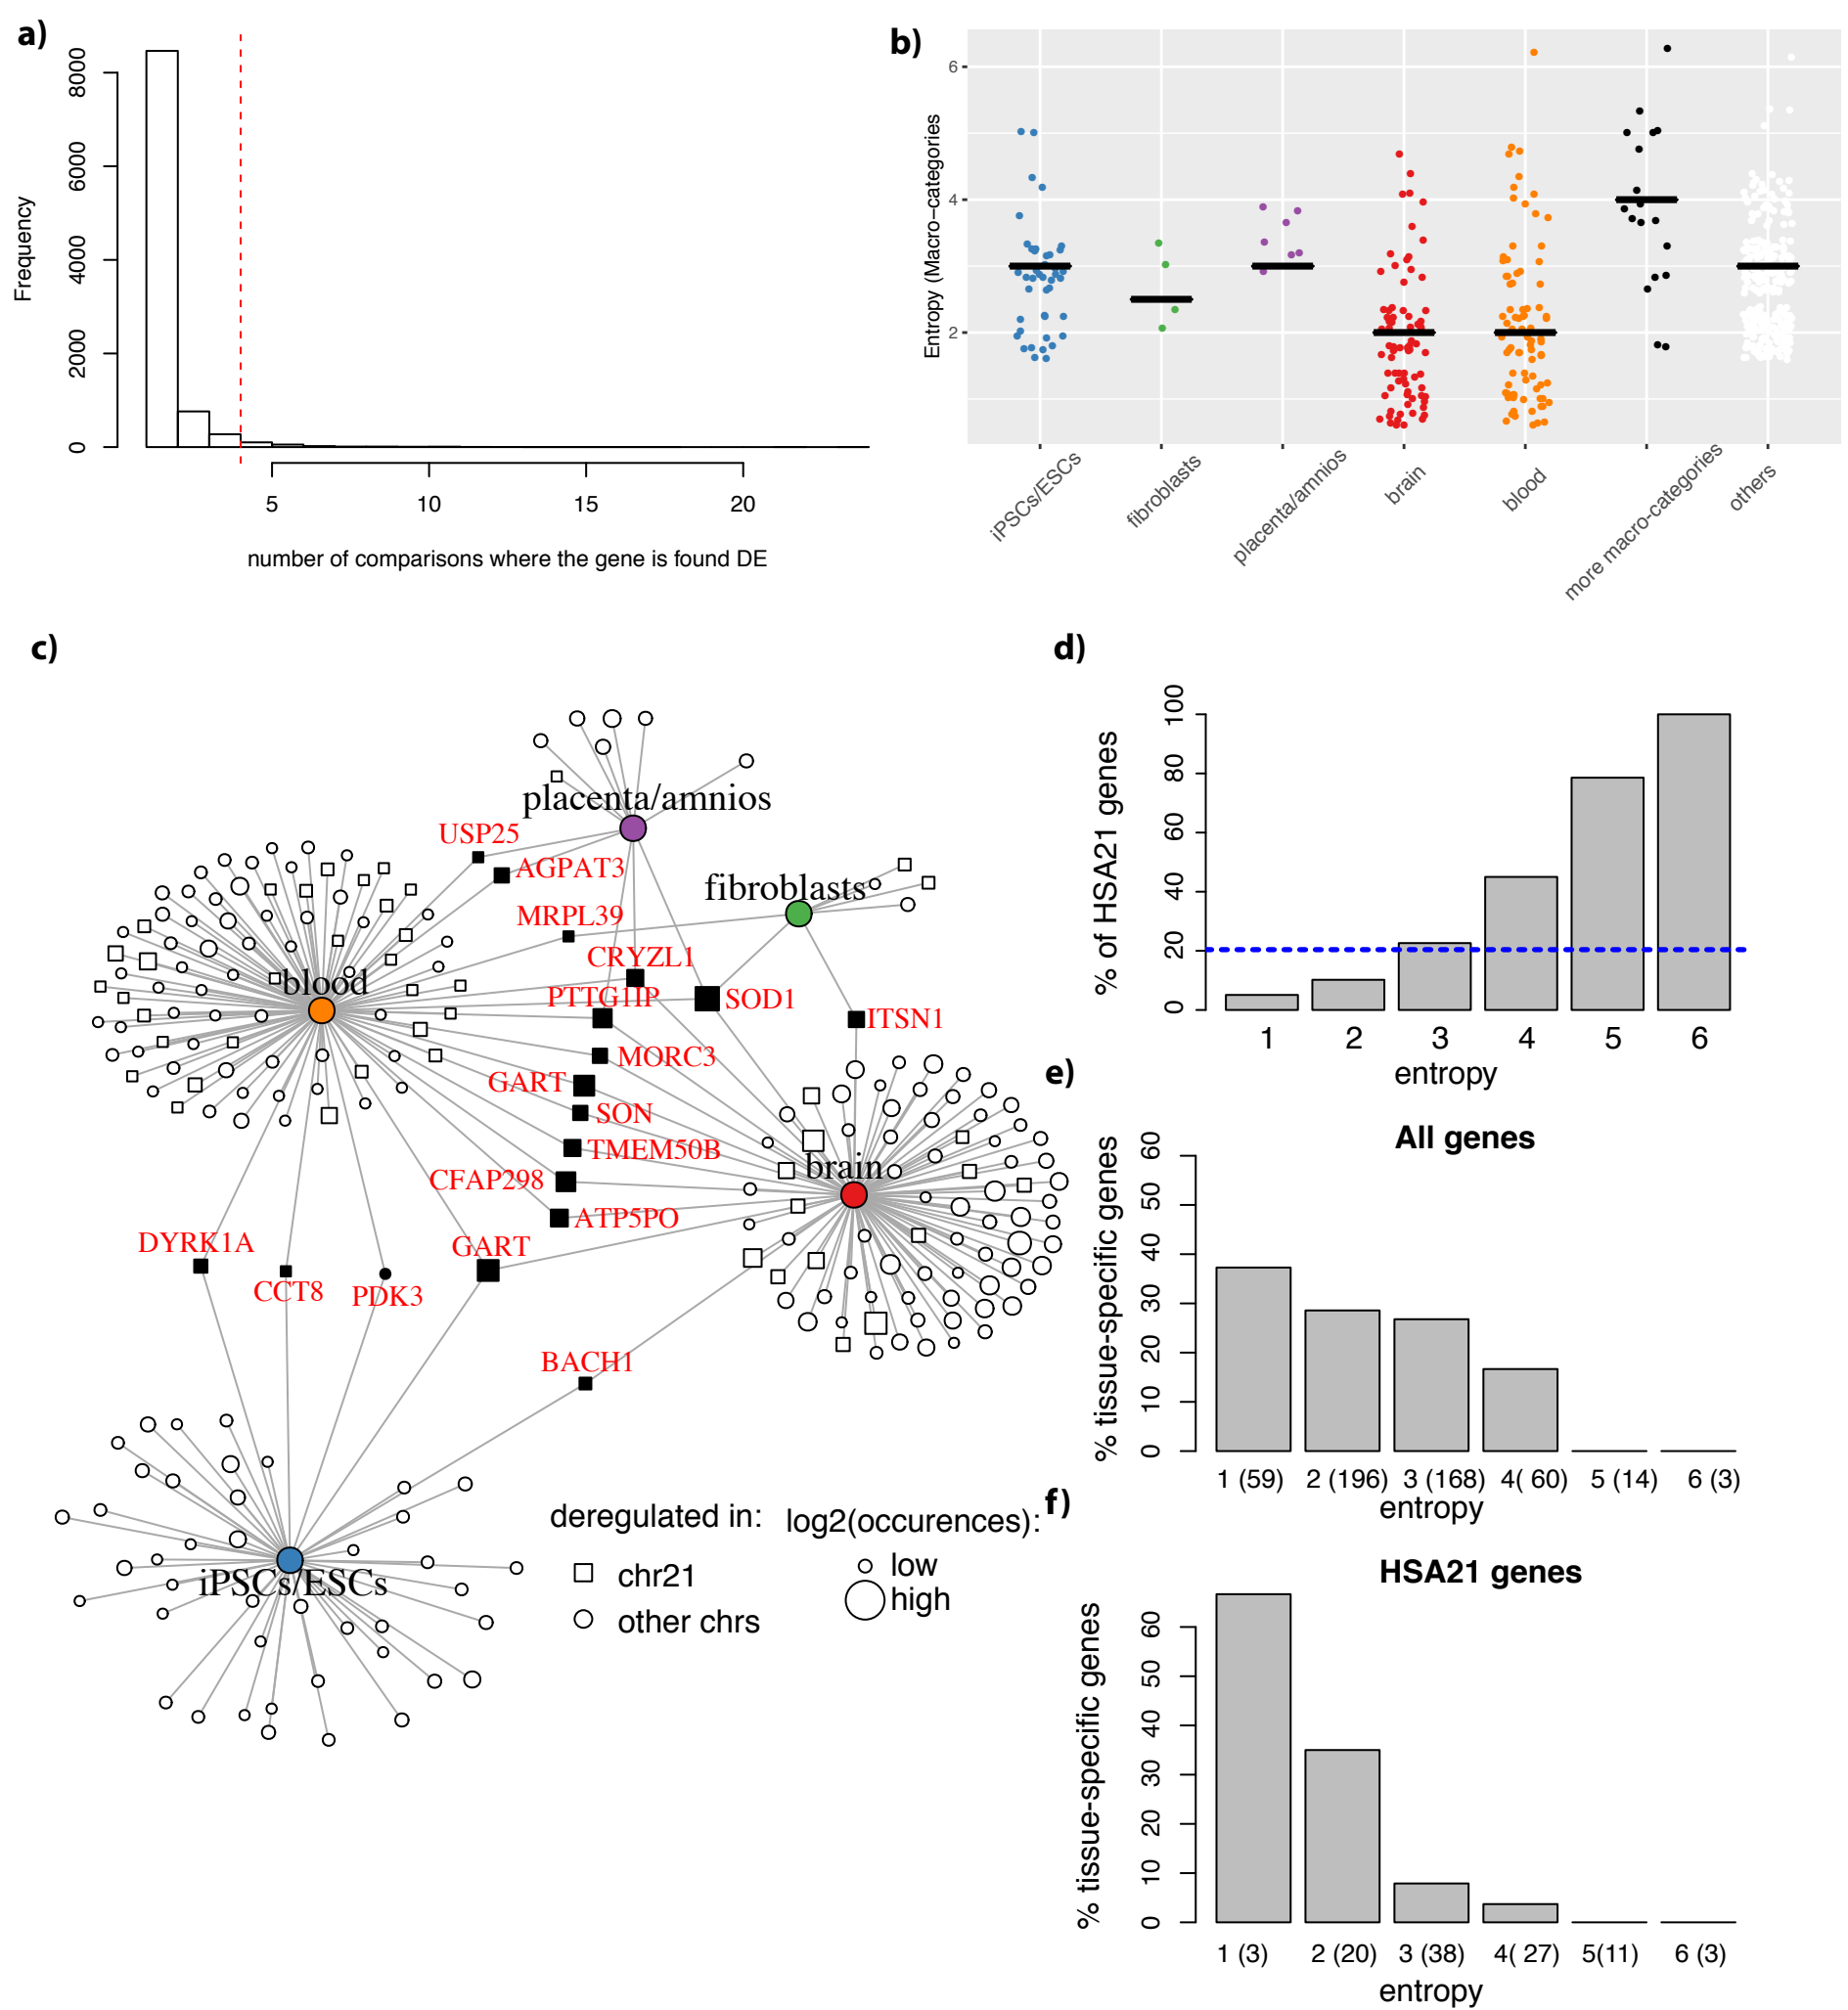 a)
Frequency
0
2000
4000
6000
8000
5
10
15
20
number of comparisons where the gene is found DE
b)
Entropy (Macro−categories
6
4
2
iPSCs/ESCs
fibroblasts
placenta/amnios
brain
blood
more macro-categories
others
c)
placenta/amnios
USP25
AGPAT3
fibroblasts
MRPL39
CRYZL1
blood
PTTG1IP
SOD1
ITSN1
MORC3
GART
SON
TMEM50B
brain
CFAP298
ATP5PO
DYRK1A
GART
CCT8
PDK3
BACH1
iPSCs/ESCs
deregulated in:
chr21
other chrs
log2(occurences):
low
high
d)
% of HSA21 genes
0
20
40
60
80
100
1
2
3
4
5
6
entropy
e)
All genes
% tissue-specific genes
0
10
20
30
40
50
60
1 (59)
2 (196)
3 (168)
4( 60)
5 (14)
6 (3)
entropy
f)
HSA21 genes
% tissue-specific genes
0
10
20
30
40
50
60
1 (3)
2 (20)
3 (38)
4( 27)
5(11)
6 (3)
entropy